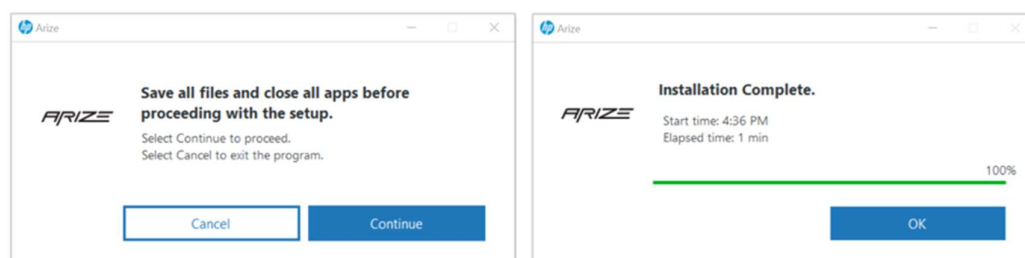 hp Arize
ARIZE
Save all files and close all apps before
proceeding with the setup.
Select Continue to proceed.
Select Cancel to exit the program.
Cancel
Continue
hp Arize
ARIZE
Installation Complete.
Start time: 4:36 PM
Elapsed time: 1 min
100%
OK